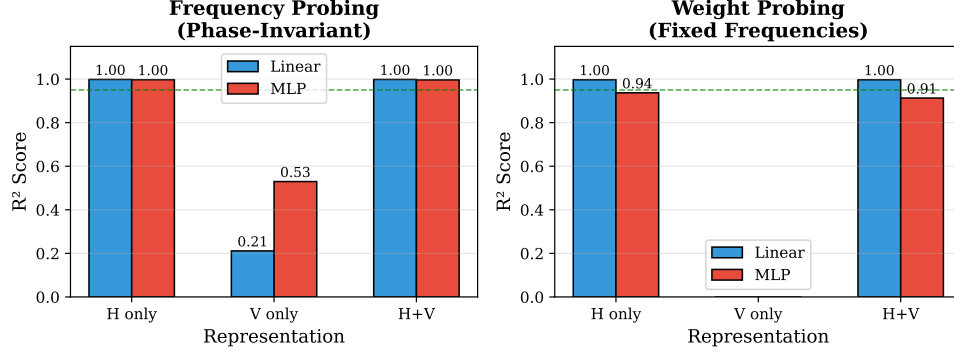 Frequency Probing
(Phase-Invariant)
1.00 1.00
0.21
0.53
1.00 1.00
Linear
MLP
R² Score
1.0
0.8
0.6
0.4
0.2
0.0
H only
V only
H+V
Representation
Weight Probing
(Fixed Frequencies)
1.00
0.94
1.00
0.91
Linear
MLP
R² Score
1.0
0.8
0.6
0.4
0.2
0.0
H only
V only
H+V
Representation